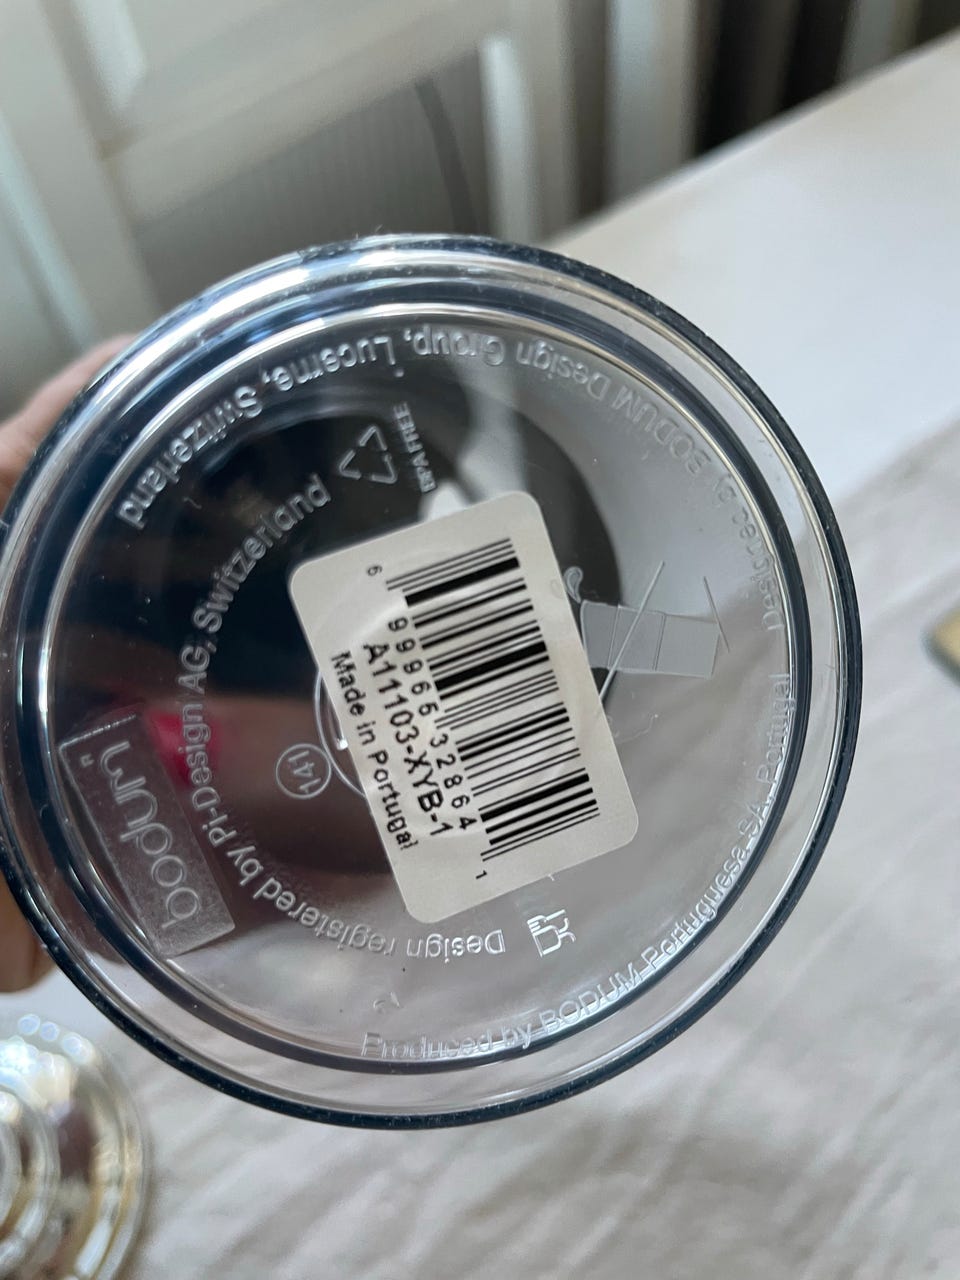 6 99965 32864 1
A11103-XYB-1
Made in Portugal
BPA FREE
bodum
R
141
Design registered by Pi-Design AG, Switzerland
Designed by BODUM Design Group, Lucerne, Switzerland
Produced by BODUM Portuguesa SA, Portugal